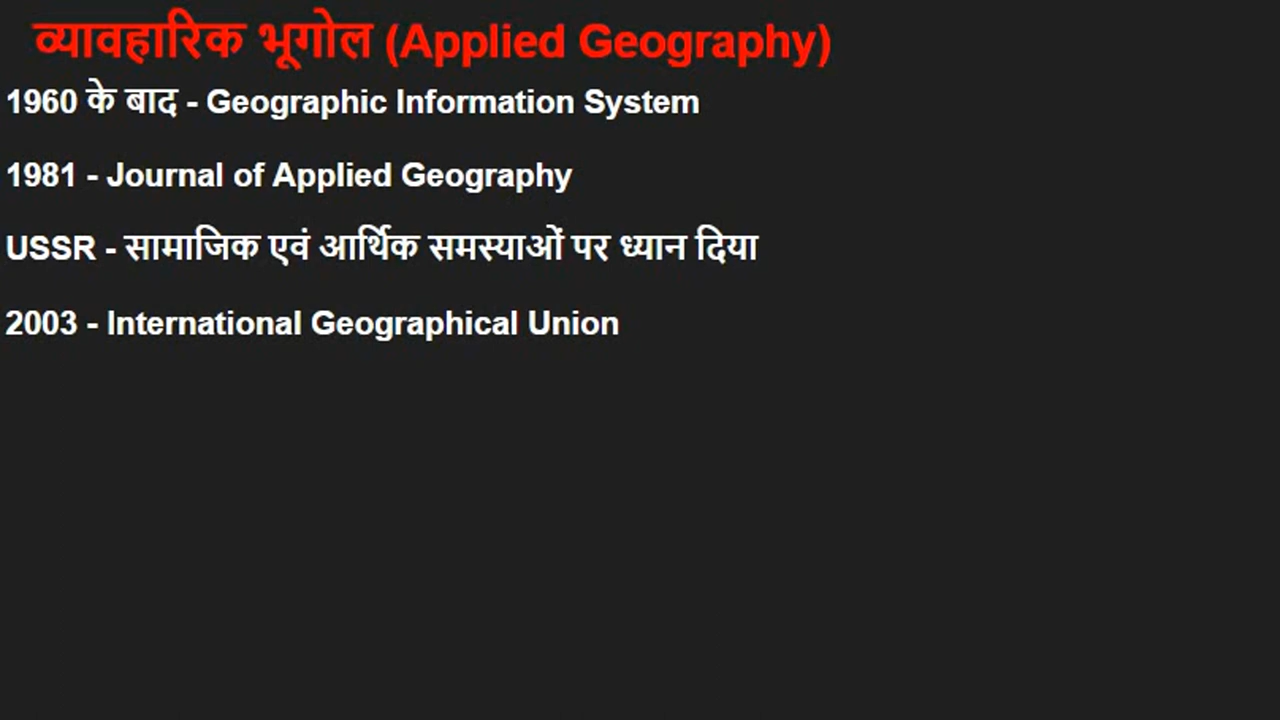 व्यावहारिक भूगोल (Applied Geography)
1960 के बाद - Geographic Information System
1981 - Journal of Applied Geography
USSR - सामाजिक एवं आर्थिक समस्याओं पर ध्यान दिया
2003 - International Geographical Union